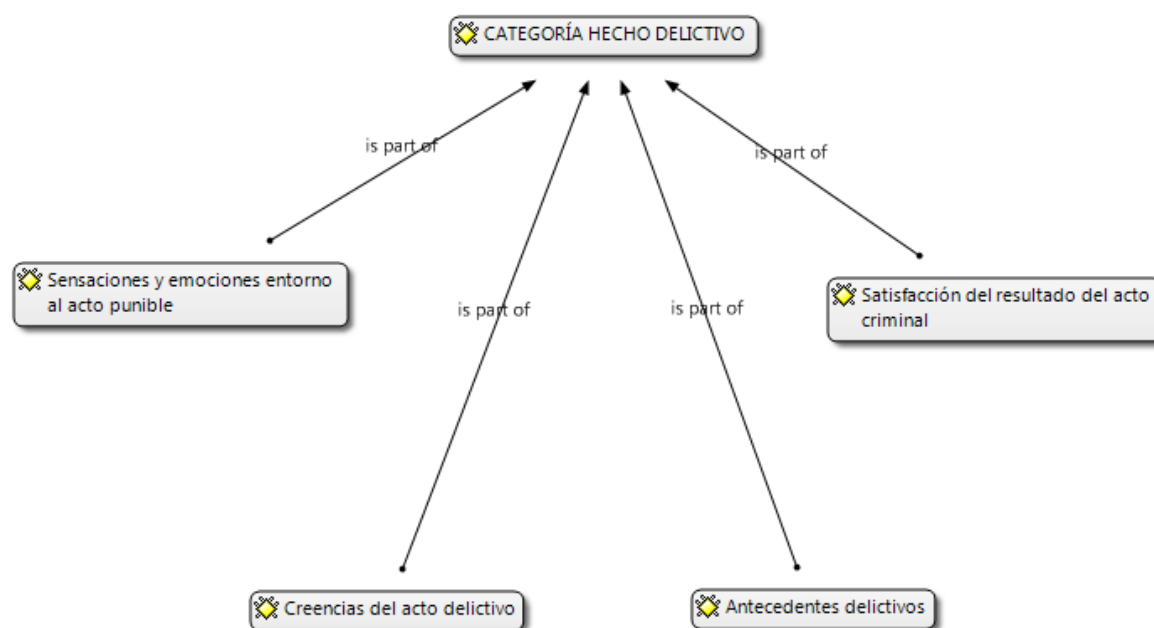 CATEGORÍA HECHO DELICTIVO
is part of
is part of
Sensaciones y emociones entorno
al acto punible
Satisfacción del resultado del acto
criminal
is part of
is part of
Creencias del acto delictivo
Antecedentes delictivos